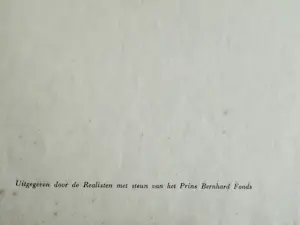 Uitgegeven door de Realisten met steun van het Prins Bernhard Fonds